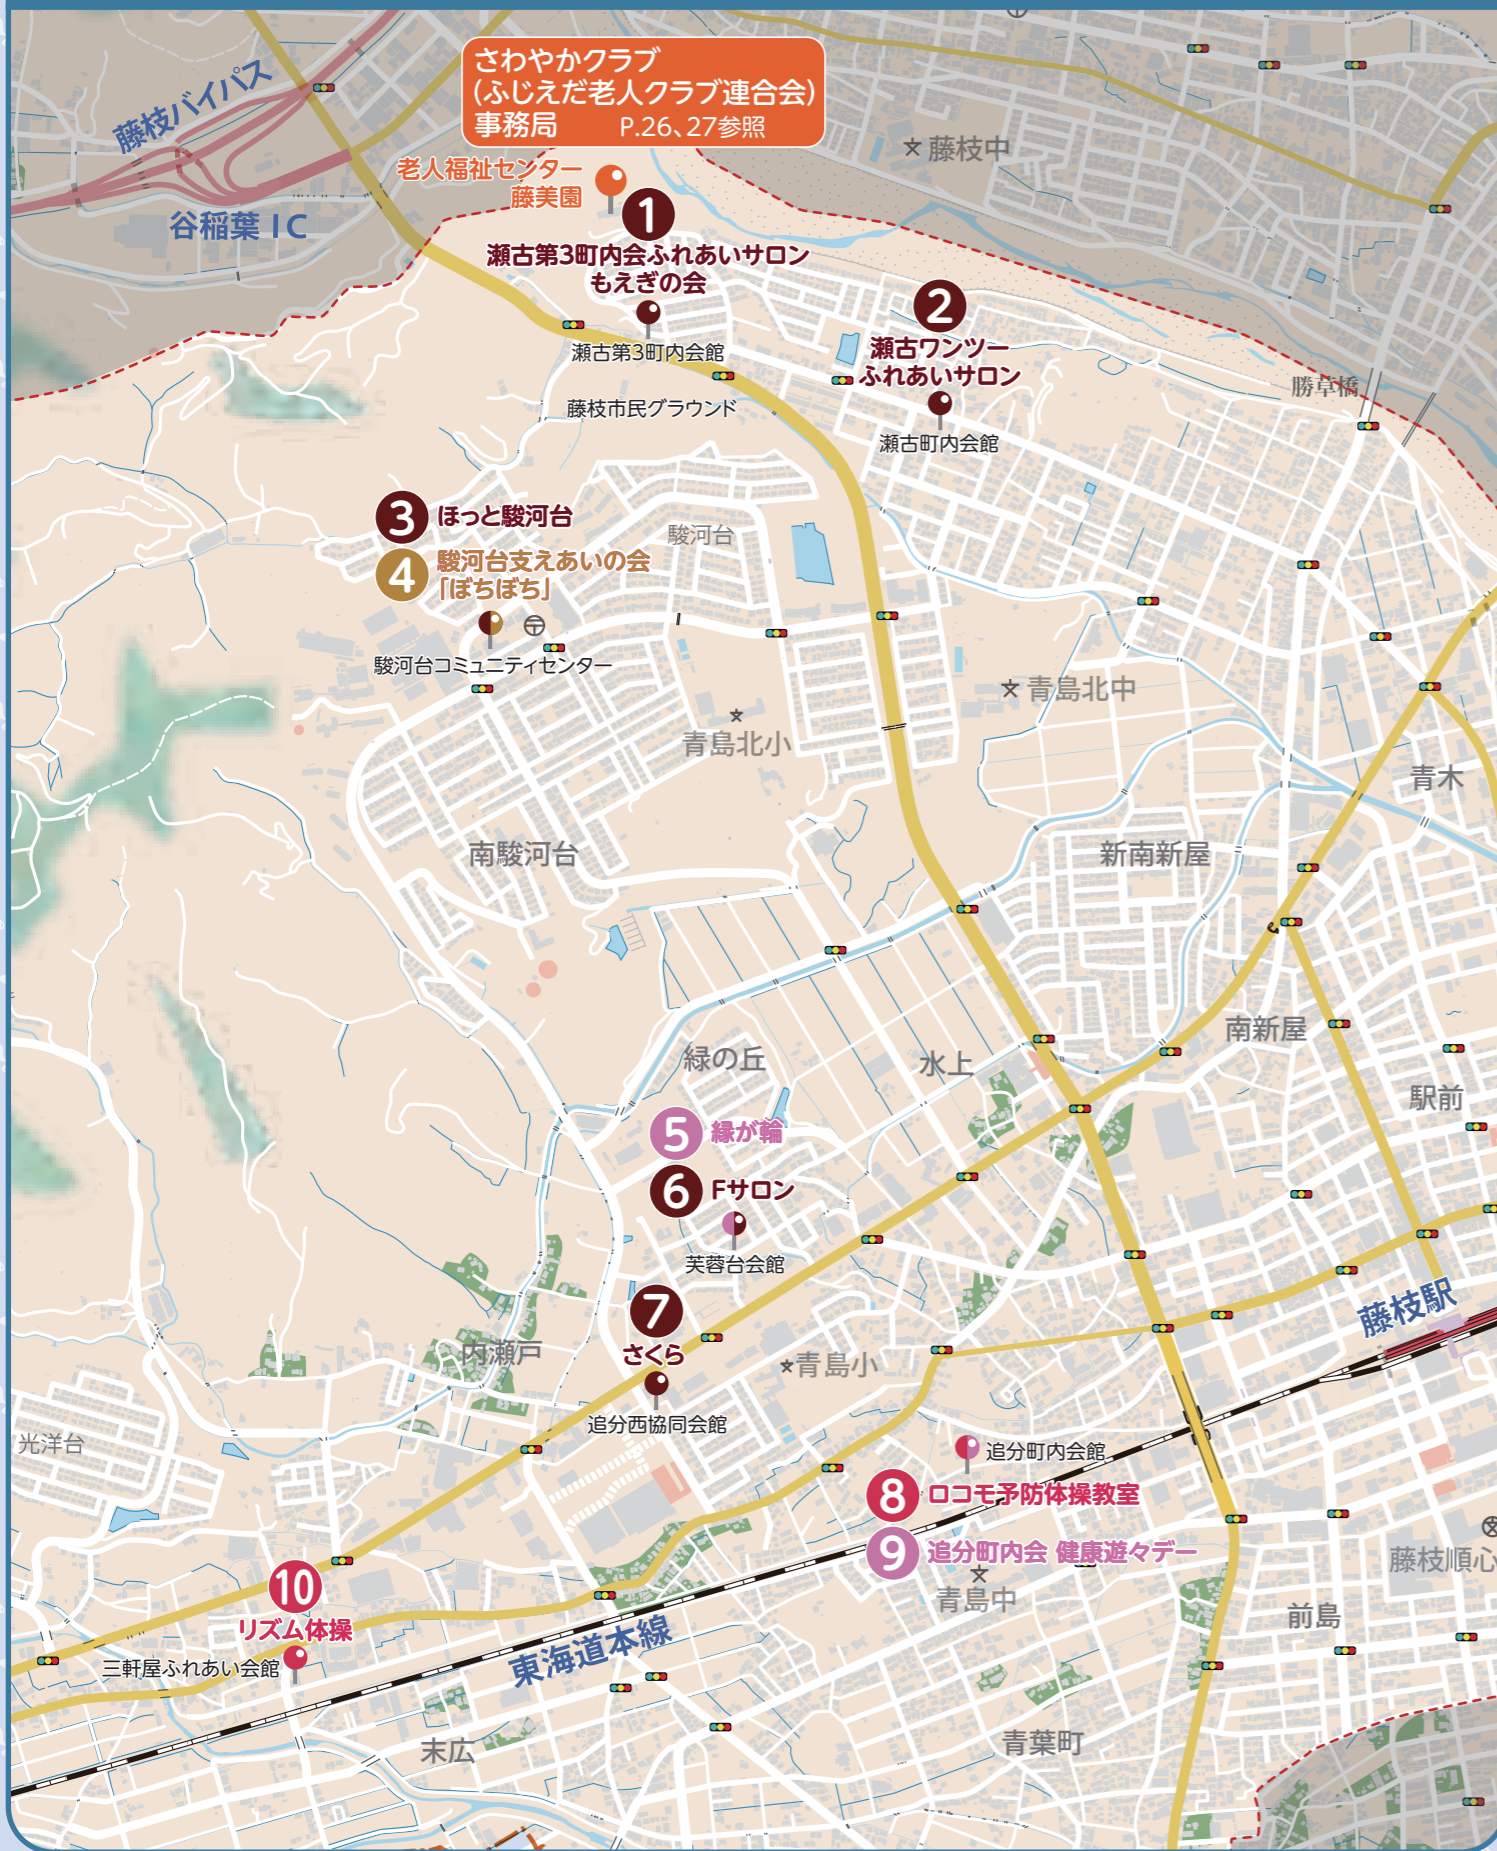 さわやかクラブ
(ふじえだ老人クラブ連合会)
事務局 P.26、27参照
藤枝バイパス
藤枝中
老人福祉センター
藤美園
谷稲葉IC
1
瀬古第3町内会ふれあいサロン
もえぎの会
瀬古第3町内会館
2
瀬古ワンツー
ふれあいサロン
瀬古町内会館
勝草橋
藤枝市民グラウンド
3 ほっと駿河台
駿河台
4 駿河台支えあいの会
「ぼちぼち」
駿河台コミュニティセンター
青島北中
青島北小
青木
南駿河台
新南新屋
南新屋
緑の丘
水上
駅前
5 縁が輪
6 Fサロン
芙蓉台会館
7
さくら
追分西協同会館
藤枝駅
内瀬戸
青島小
光洋台
追分町内会館
8 ロコモ予防体操教室
9 追分町内会 健康遊々デー
青島中
藤枝順心
10
リズム体操
三軒屋ふれあい会館
前島
東海道本線
末広
青葉町